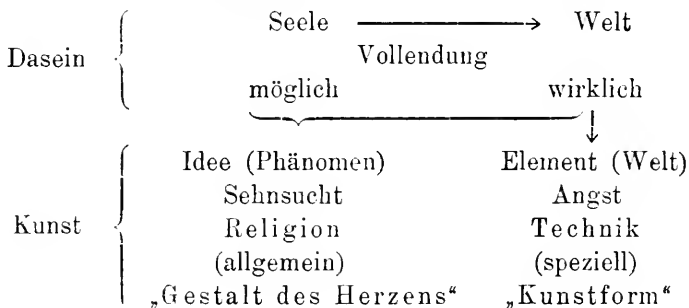 Seele Welt
Dasein Vollendung
möglich wirklich
Idee (Phänomen) Element (Welt)
Sehnsucht Angst
Kunst Religion Technik
(allgemein) (speziell)
„Gestalt des Herzens“ „Kunstform“